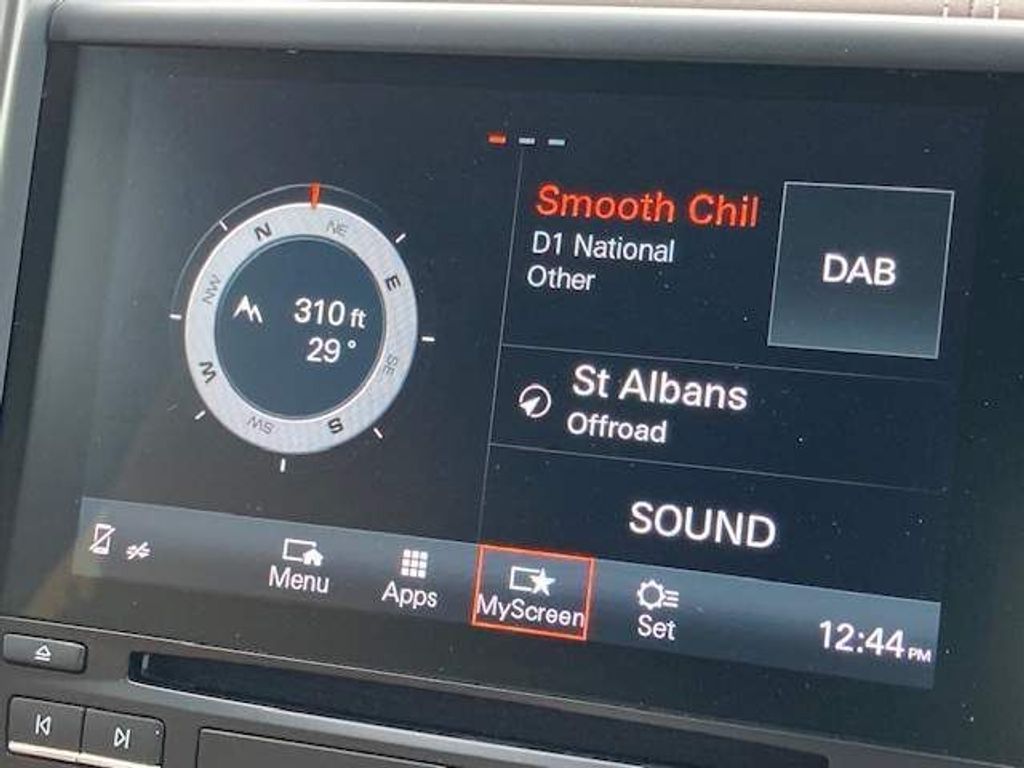 N
NE
E
SE
S
SW
W
NW
310 ft
29 °
Smooth Chil
D1 National
Other
DAB
St Albans
Offroad
SOUND
Menu
Apps
MyScreen
Set
12:44 PM